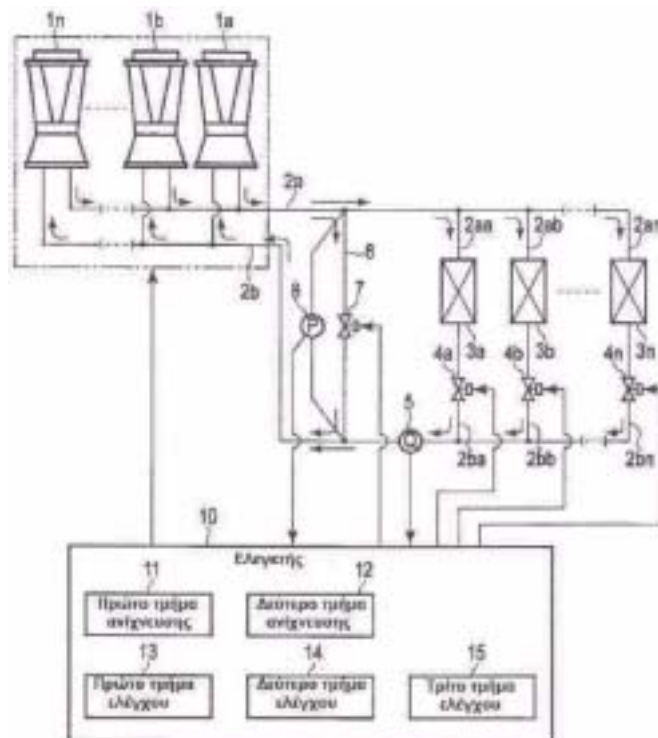 1n 1b 1a
2a
6
2aa 2ab 2an
2b
8 7
3a 3b 3n
4a 4b 4n
P
5
Q
2ba 2bb 2bn
10
Ελεγκτής
11 12
Πρώτο τμήμα ανίχνευσης
Δεύτερο τμήμα ανίχνευσης
13 14 15
Πρώτο τμήμα ελέγχου
Δεύτερο τμήμα ελέγχου
Τρίτο τμήμα ελέγχου